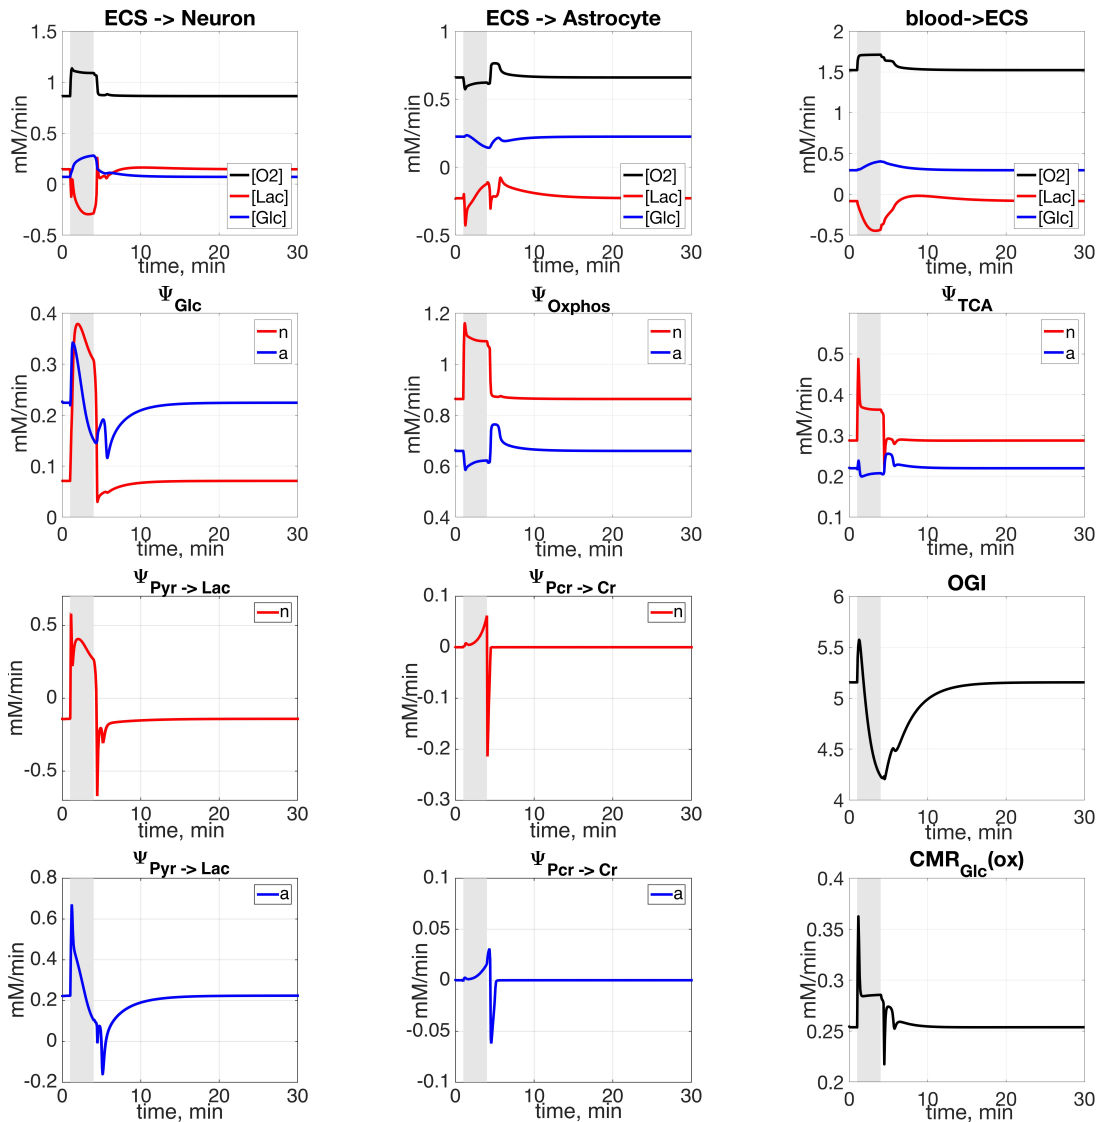 ECS -> Neuron
1.5
1
0.5
0
-0.5
mM/min
[O2]
[Lac]
[Glc]
0 10 20 30
time, min
ECS -> Astrocyte
1
0.5
0
-0.5
mM/min
[O2]
[Lac]
[Glc]
0 10 20 30
time, min
blood->ECS
2
1.5
1
0.5
0
-0.5
mM/min
[O2]
[Lac]
[Glc]
0 10 20 30
time, min
Ψ Glc
0.4
0.3
0.2
0.1
0
mM/min
n
a
0 10 20 30
time, min
Ψ Oxphos
1.2
1
0.8
0.6
0.4
mM/min
n
a
0 10 20 30
time, min
Ψ TCA
0.5
0.4
0.3
0.2
0.1
mM/min
n
a
0 10 20 30
time, min
Ψ Pyr -> Lac
0.5
0
-0.5
mM/min
n
0 10 20 30
time, min
Ψ Pcr -> Cr
0.1
0
-0.1
-0.2
-0.3
mM/min
n
0 10 20 30
time, min
OGI
6
5.5
5
4.5
4
0 10 20 30
time, min
Ψ Pyr -> Lac
0.8
0.6
0.4
0.2
0
-0.2
mM/min
a
0 10 20 30
time, min
Ψ Pcr -> Cr
0.1
0.05
0
-0.05
-0.1
mM/min
a
0 10 20 30
time, min
CMR Glc (ox)
0.4
0.35
0.3
0.25
0.2
mM/min
0 10 20 30
time, min